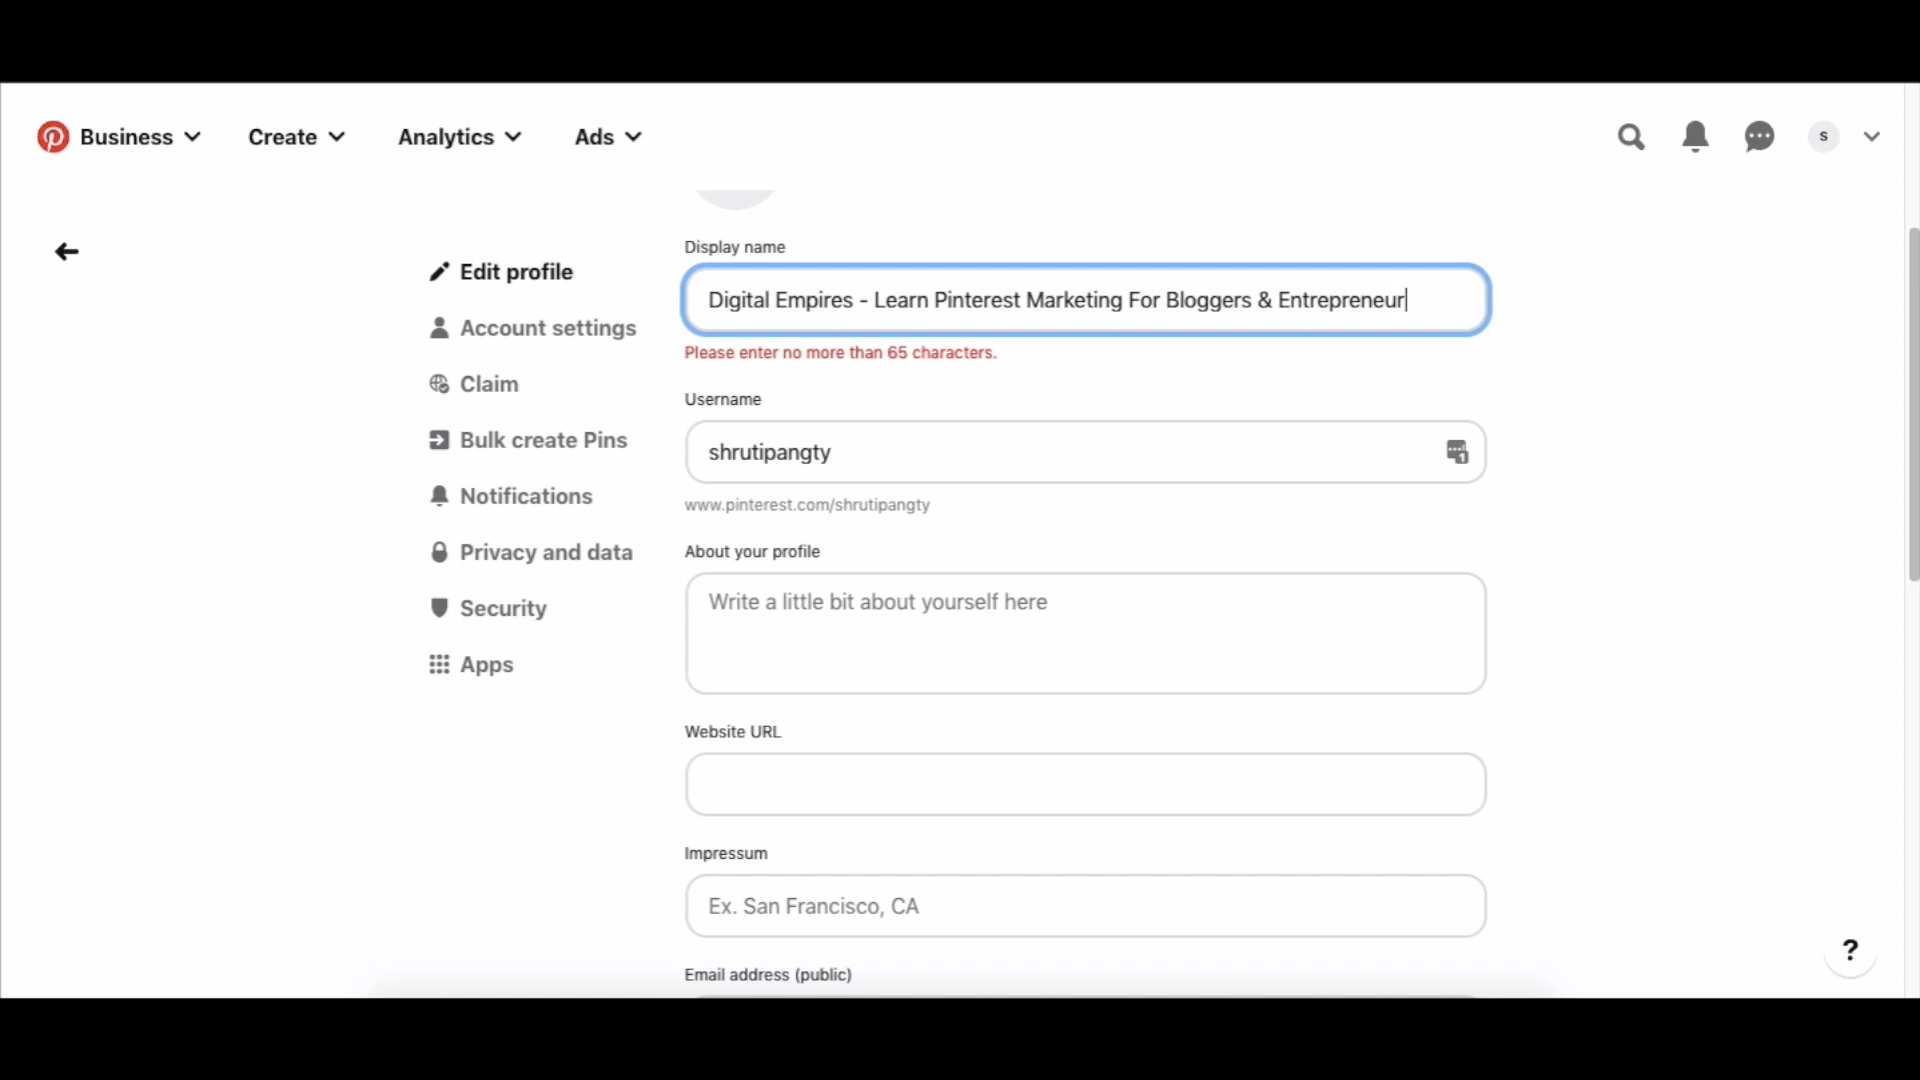 Business
Create
Analytics
Ads
S
Edit profile
Account settings
Claim
Bulk create Pins
Notifications
Privacy and data
Security
Apps
Display name
Digital Empires - Learn Pinterest Marketing For Bloggers & Entrepreneur
Please enter no more than 65 characters.
Username
shrutipangty
1
www.pinterest.com/shrutipangty
About your profile
Write a little bit about yourself here
Website URL
Impressum
Ex. San Francisco, CA
Email address (public)
?